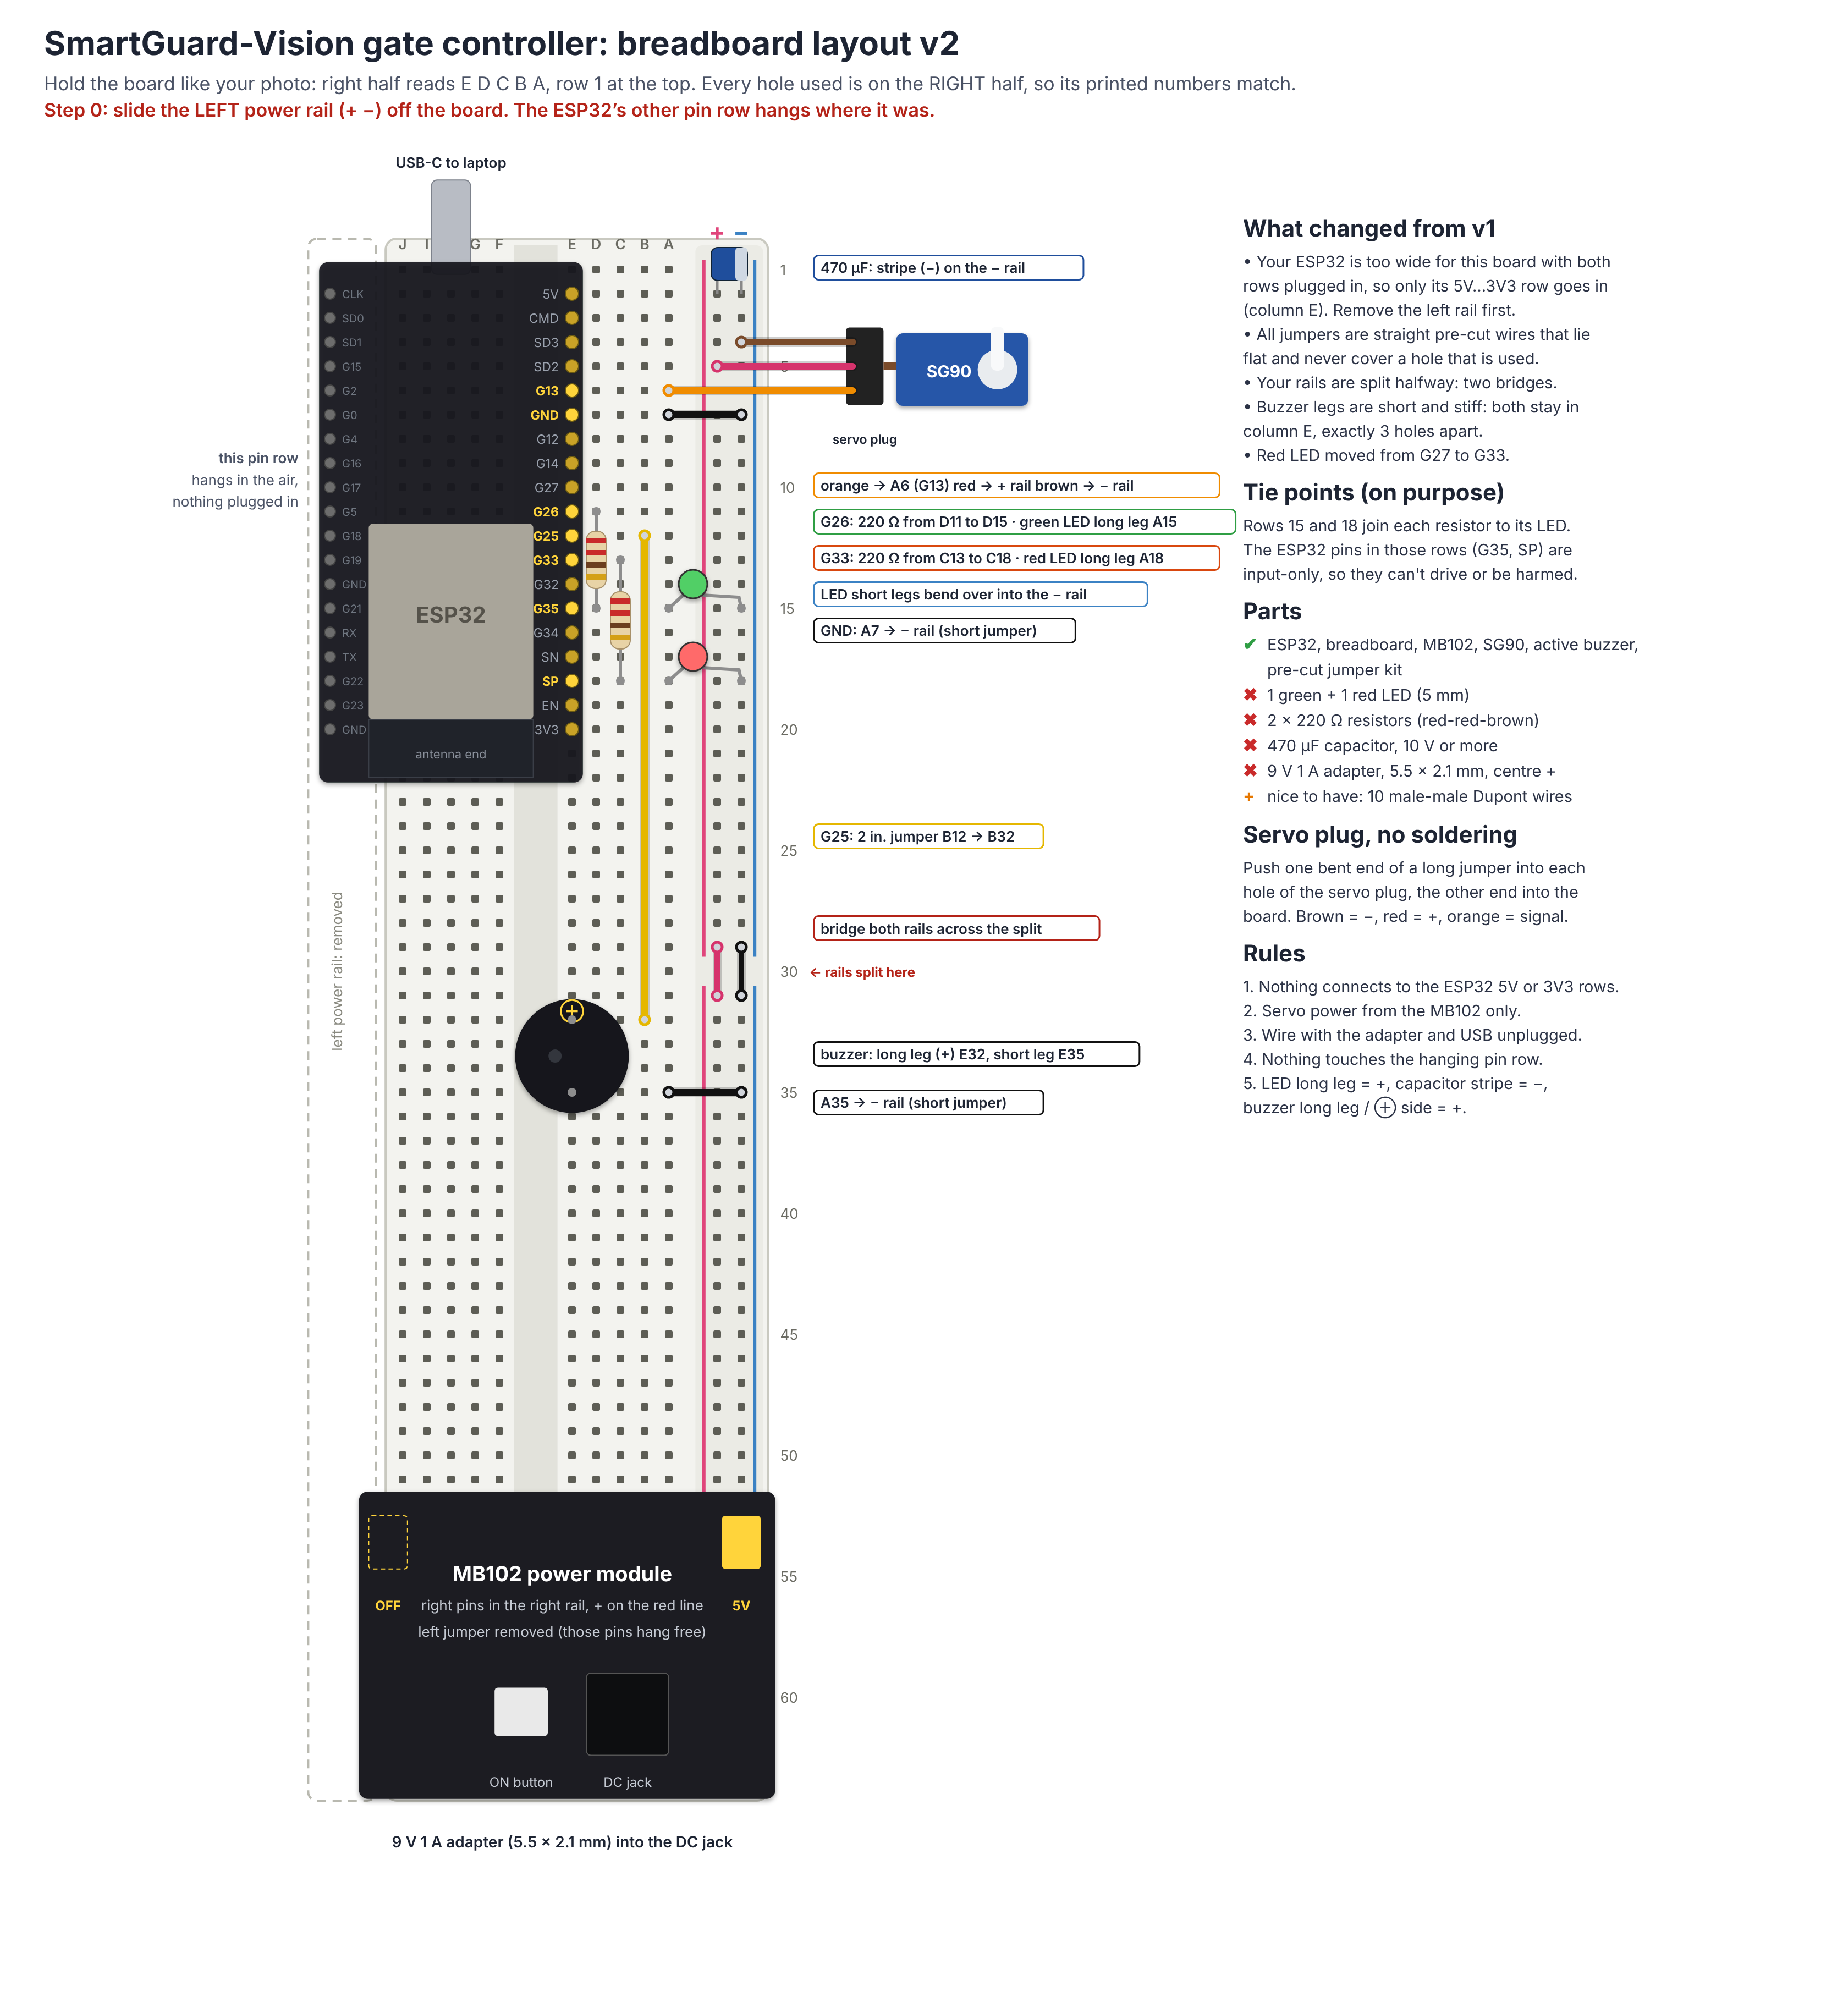 SmartGuard-Vision gate controller: breadboard layout v2
Hold the board like your photo: right half reads E D C B A, row 1 at the top. Every hole used is on the RIGHT half, so its printed numbers match.
Step 0: slide the LEFT power rail (+ −) off the board. The ESP32’s other pin row hangs where it was.
USB-C to laptop
+ −
J I G F E D C B A
1
5
10
15
20
25
30
35
40
45
50
55
60
CLK
SD0
SD1
G15
G2
G0
G4
G16
G17
G5
G18
G19
GND
G21
RX
TX
G22
G23
GND
5V
CMD
SD3
SD2
G13
GND
G12
G14
G27
G26
G25
G33
G32
G35
G34
SN
SP
EN
3V3
ESP32
antenna end
this pin row
hangs in the air,
nothing plugged in
left power rail: removed
470 µF: stripe (−) on the − rail
SG90
servo plug
orange → A6 (G13) red → + rail brown → − rail
G26: 220 Ω from D11 to D15 · green LED long leg A15
G33: 220 Ω from C13 to C18 · red LED long leg A18
LED short legs bend over into the − rail
GND: A7 → − rail (short jumper)
G25: 2 in. jumper B12 → B32
bridge both rails across the split
← rails split here
+
buzzer: long leg (+) E32, short leg E35
A35 → − rail (short jumper)
MB102 power module
OFF
right pins in the right rail, + on the red line
5V
left jumper removed (those pins hang free)
ON button
DC jack
9 V 1 A adapter (5.5 × 2.1 mm) into the DC jack
What changed from v1
• Your ESP32 is too wide for this board with both
rows plugged in, so only its 5V…3V3 row goes in
(column E). Remove the left rail first.
• All jumpers are straight pre-cut wires that lie
flat and never cover a hole that is used.
• Your rails are split halfway: two bridges.
• Buzzer legs are short and stiff: both stay in
column E, exactly 3 holes apart.
• Red LED moved from G27 to G33.
Tie points (on purpose)
Rows 15 and 18 join each resistor to its LED.
The ESP32 pins in those rows (G35, SP) are
input-only, so they can't drive or be harmed.
Parts
✔ ESP32, breadboard, MB102, SG90, active buzzer,
pre-cut jumper kit
✖ 1 green + 1 red LED (5 mm)
✖ 2 × 220 Ω resistors (red-red-brown)
✖ 470 µF capacitor, 10 V or more
✖ 9 V 1 A adapter, 5.5 × 2.1 mm, centre +
+ nice to have: 10 male-male Dupont wires
Servo plug, no soldering
Push one bent end of a long jumper into each
hole of the servo plug, the other end into the
board. Brown = −, red = +, orange = signal.
Rules
1. Nothing connects to the ESP32 5V or 3V3 rows.
2. Servo power from the MB102 only.
3. Wire with the adapter and USB unplugged.
4. Nothing touches the hanging pin row.
5. LED long leg = +, capacitor stripe = −,
buzzer long leg / ⊕ side = +.